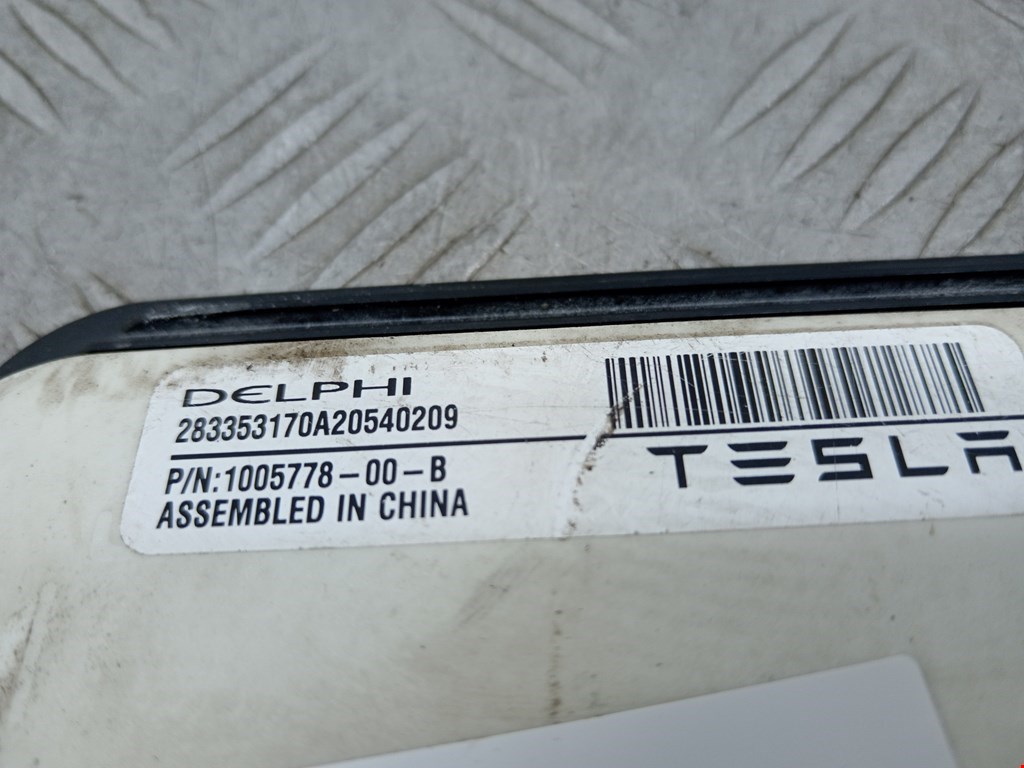 DELPHI
283353170A20540209
P/N:1005778-00-B
ASSEMBLED IN CHINA
TESLA